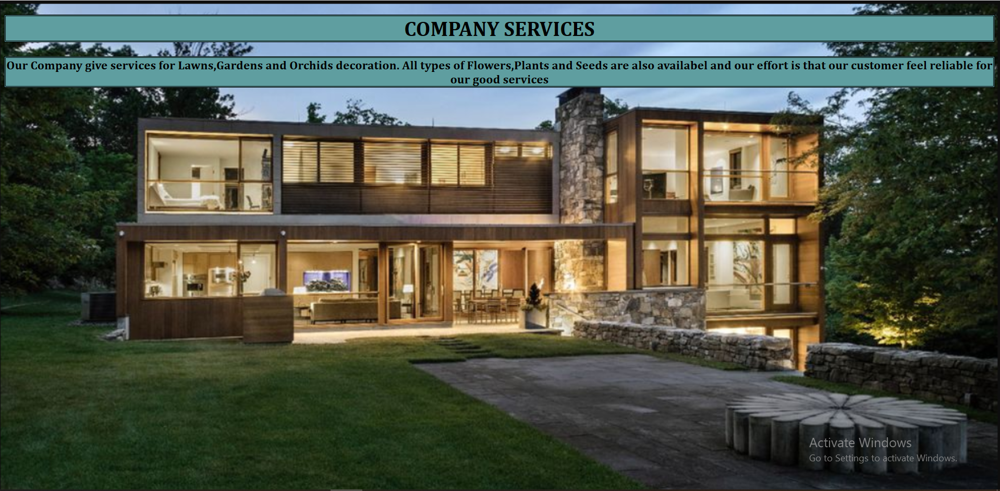 COMPANY SERVICES
Our Company give services for Lawns,Gardens and Orchids decoration. All types of Flowers,Plants and Seeds are also availabel and our effort is that our customer feel reliable for
our good services
Activate Windows
Go to Settings to activate Windows.